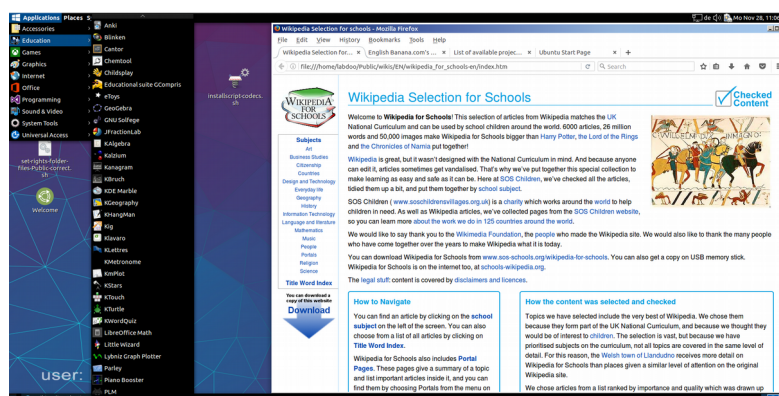 Applications Places S
de Mo Nov 28, 11:06
Accessories
Education
Games
Graphics
Internet
Office
Programming
Sound & Video
System Tools
Universal Access
Anki
Blinken
Cantor
Chemtool
Childsplay
Educational suite GCompris
eToys
GeoGebra
GNU Solfege
JFractionLab
KAlgebra
Kalzium
Kanagram
KBruch
KDE Marble
KGeography
KHangMan
Kig
Klavaro
KLettres
KMetronome
KmPlot
KStars
KTouch
KTurtle
KWordQuiz
LibreOffice Math
Little Wizard
Lybniz Graph Plotter
Parley
Piano Booster
PLM
set-rights-folder-
files-Public-correct.
sh
Welcome
user:
installscript-codecs.
sh
Wikipedia Selection for schools - Mozilla Firefox
File Edit View History Bookmarks Tools Help
Wikipedia Selection for... × English Banana.com's ... × List of available projec... × Ubuntu Start Page × +
file:///home/labdoo/Public/wikis/EN/wikipedia_for_schools-en/index.htm
Search
WIKIPEDIA
FOR
SCHOOLS
Subjects
Art
Business Studies
Citizenship
Countries
Design and Technology
Everyday life
Geography
History
Information Technology
Language and literature
Mathematics
Music
People
Portals
Religion
Science
Title Word Index
You can download a
copy of this website
Download
Wikipedia Selection for Schools
Checked
Content
Welcome to Wikipedia for Schools! This selection of articles from Wikipedia matches the UK
National Curriculum and can be used by school children around the world. 6000 articles, 26 million
words and 50,000 images make Wikipedia for Schools bigger than Harry Potter, the Lord of the Rings
and the Chronicles of Narnia put together!
Wikipedia is great, but it wasn't designed with the National Curriculum in mind. And because anyone
can edit it, articles sometimes get vandalised. That's why we've put together this special collection to
make learning as easy and safe as it can be. Here at SOS Children, we've checked all the articles,
tidied them up a bit, and put them together by school subject.
SOS Children ( www.soschildrensvillages.org.uk) is a charity which works around the world to help
children in need. As well as Wikipedia articles, we've collected pages from the SOS Children website,
so you can learn more about the work we do in 125 countries around the world.
We would like to say thank you to the Wikimedia Foundation, the people who made the Wikipedia site. We would also like to thank the many people
who have come together over the years to make Wikipedia what it is today.
You can download Wikipedia for Schools from www.sos-schools.org/wikipedia-for-schools. You can also get a copy on USB memory stick.
Wikipedia for Schools is on the internet too, at schools-wikipedia.org.
The legal stuff: content is covered by disclaimers and licences.
How to Navigate
You can find an article by clicking on the school
subject on the left of the screen. You can also
choose from a list of all articles by clicking on
Title Word Index.
Wikipedia for Schools also includes Portal
Pages. These pages give a summary of a topic
and list important articles inside it, and you can
find them by choosing Portals from the menu on
How the content was selected and checked
Topics we have selected include the very best of Wikipedia. We chose them
because they form part of the UK National Curriculum, and because we thought they
would be of interest to children. The selection is vast, but because we have
prioritised subjects on the curriculum, not all topics are covered in the same level of
detail. For this reason, the Welsh town of Llandudno receives more detail on
Wikipedia for Schools than places given a similar level of attention on the original
Wikipedia site.
We chose articles from a list ranked by importance and quality which was drawn up